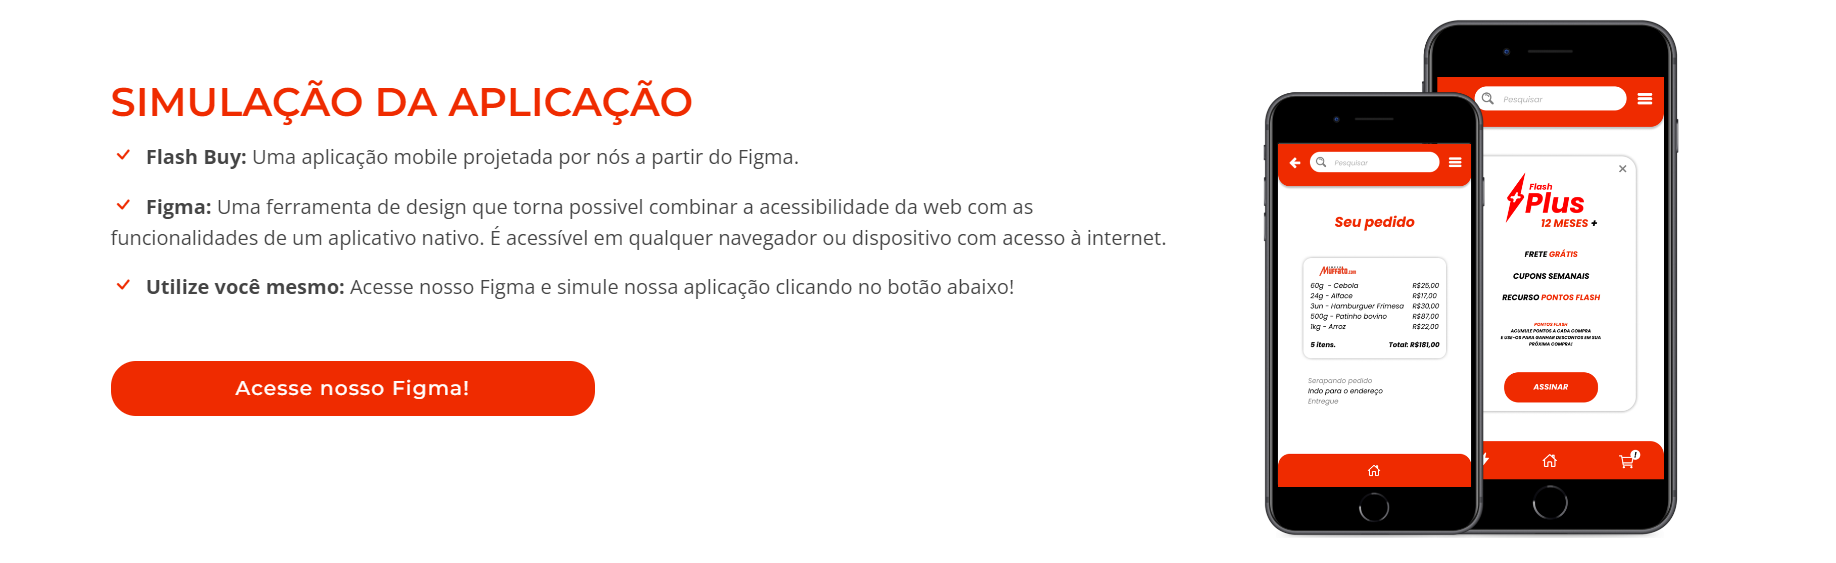 SIMULAÇÃO DA APLICAÇÃO
Flash Buy: Uma aplicação mobile projetada por nós a partir do Figma.
Figma: Uma ferramenta de design que torna possivel combinar a acessibilidade da web com as
funcionalidades de um aplicativo nativo. É acessível em qualquer navegador ou dispositivo com acesso à internet.
Utilize você mesmo: Acesse nosso Figma e simule nossa aplicação clicando no botão abaixo!
Acesse nosso Figma!
Pesquisar
Seu pedido
Marreta.com
60g - Cebola R$25,00
24g - Alface R$17,00
3un - Hamburguer Frimesa R$30,00
500g - Patinho bovino R$87,00
1kg - Arroz R$22,00
5 itens. Total: R$181,00
Serapando pedido
Indo para o endereço
Entregue
Pesquisar
Flash
Plus
12 MESES +
FRETE GRÁTIS
CUPONS SEMANAIS
RECURSO PONTOS FLASH
PONTOS FLASH
ACUMULE PONTOS A CADA COMPRA
E USE-OS PARA GANHAR DESCONTOS EM SUA
PRÓXIMA COMPRA!
ASSINAR